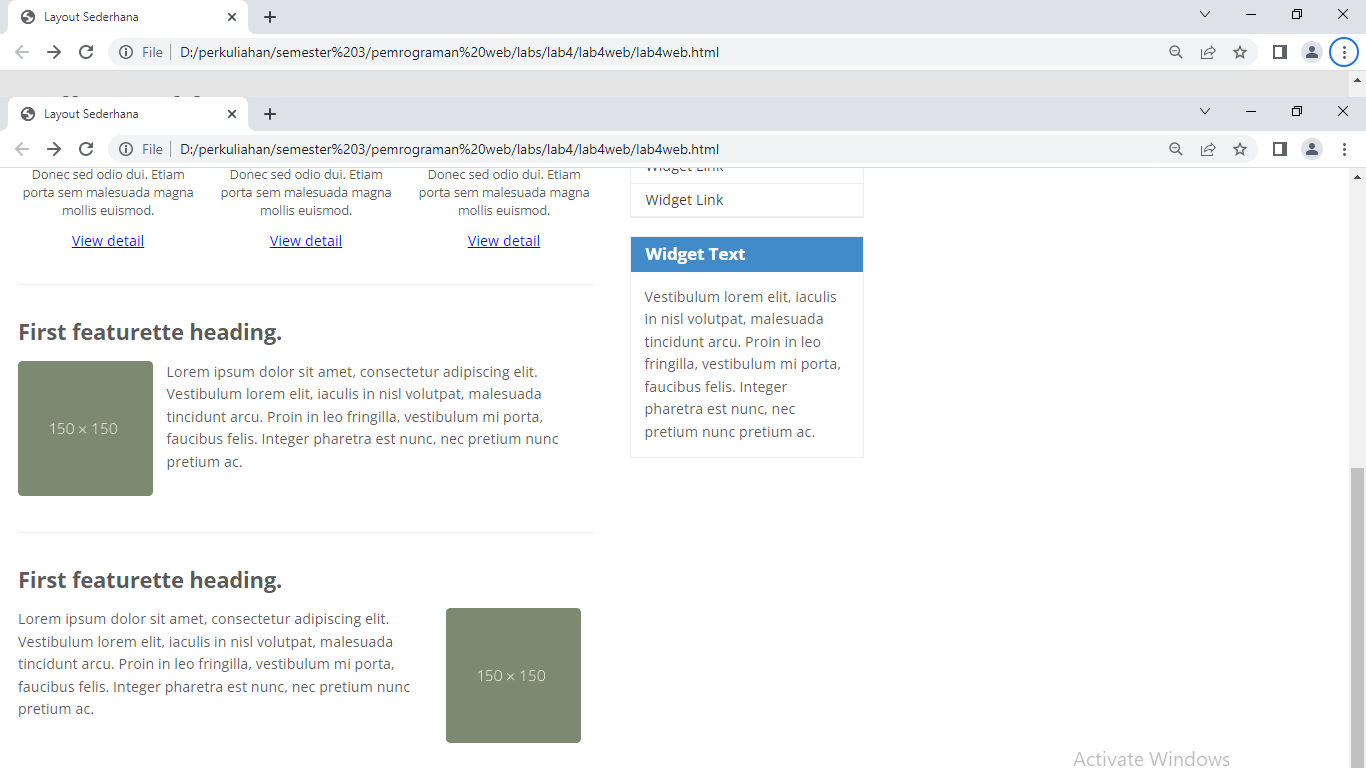 Layout Sederhana
File D:/perkuliahan/semester%203/pemrograman%20web/labs/lab4/lab4web/lab4web.html
Layout Sederhana
File D:/perkuliahan/semester%203/pemrograman%20web/labs/lab4/lab4web/lab4web.html
Donec sed odio dui. Etiam
porta sem malesuada magna
mollis euismod.
View detail
Donec sed odio dui. Etiam
porta sem malesuada magna
mollis euismod.
View detail
Donec sed odio dui. Etiam
porta sem malesuada magna
mollis euismod.
View detail
First featurette heading.
150 × 150
Lorem ipsum dolor sit amet, consectetur adipiscing elit.
Vestibulum lorem elit, iaculis in nisl volutpat, malesuada
tincidunt arcu. Proin in leo fringilla, vestibulum mi porta,
faucibus felis. Integer pharetra est nunc, nec pretium nunc
pretium ac.
First featurette heading.
Lorem ipsum dolor sit amet, consectetur adipiscing elit.
Vestibulum lorem elit, iaculis in nisl volutpat, malesuada
tincidunt arcu. Proin in leo fringilla, vestibulum mi porta,
faucibus felis. Integer pharetra est nunc, nec pretium nunc
pretium ac.
150 × 150
Widget Link
Widget Link
Widget Text
Vestibulum lorem elit, iaculis
in nisl volutpat, malesuada
tincidunt arcu. Proin in leo
fringilla, vestibulum mi porta,
faucibus felis. Integer
pharetra est nunc, nec
pretium nunc pretium ac.
Activate Windows